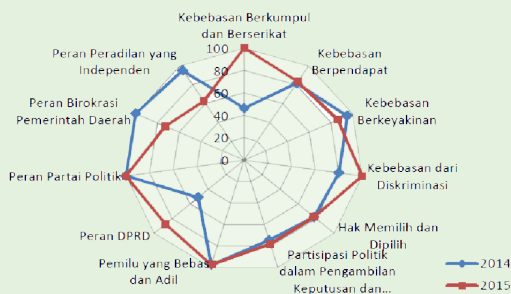 Kebebasan Berkumpul
dan Berserikat
Kebebasan
Berpendapat
Kebebasan
Berkeyakinan
Kebebasan dari
Diskriminasi
Hak Memilih dan
Dipilih
Partisipasi Politik
dalam Pengambilan
Keputusan dan...
Pemilu yang Bebas
dan Adil
Peran DPRD
Peran Partai Politik
Peran Birokrasi
Pemerintah Daerah
Peran Peradilan yang
Independen
100
80
60
40
20
0
2014
2015